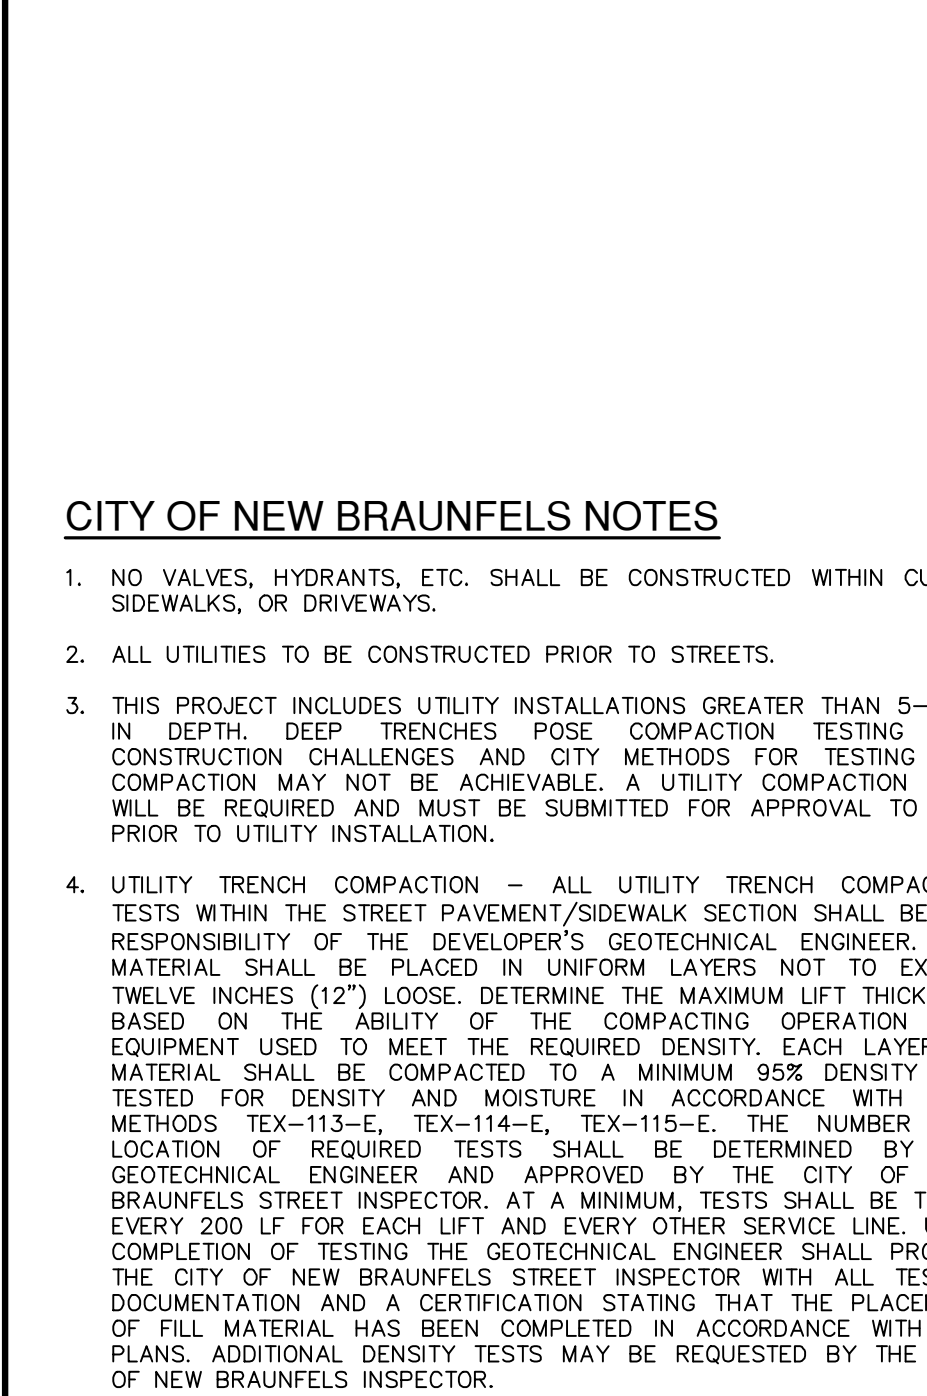 CITY OF NEW BRAUNFELS NOTES
1. NO VALVES, HYDRANTS, ETC. SHALL BE CONSTRUCTED WITHIN
SIDEWALKS, OR DRIVEWAYS.
2. ALL UTILITIES TO BE CONSTRUCTED PRIOR TO STREETS.
3. THIS PROJECT INCLUDES UTILITY INSTALLATIONS GREATER THAN 5–
IN DEPTH. DEEP TRENCHES POSE COMPACTION TESTING
CONSTRUCTION CHALLENGES AND CITY METHODS FOR TESTING
COMPACTION MAY NOT BE ACHIEVABLE. A UTILITY COMPACTION
WILL BE REQUIRED AND MUST BE SUBMITTED FOR APPROVAL TO
PRIOR TO UTILITY INSTALLATION.
4. UTILITY TRENCH COMPACTION – ALL UTILITY TRENCH
TESTS WITHIN THE STREET PAVEMENT/SIDEWALK SECTION SHALL BE
RESPONSIBILITY OF THE DEVELOPER'S GEOTECHNICAL ENGINEER.
MATERIAL SHALL BE PLACED IN UNIFORM LAYERS NOT TO
TWELVE INCHES (12") LOOSE. DETERMINE THE MAXIMUM LIFT
BASED ON THE ABILITY OF THE COMPACTING OPERATION
EQUIPMENT USED TO MEET THE REQUIRED DENSITY. EACH
MATERIAL SHALL BE COMPACTED TO A MINIMUM 95% DENSITY
TESTED FOR DENSITY AND MOISTURE IN ACCORDANCE WITH
METHODS TEX–113–E, TEX–114–E, TEX–115–E. THE NUMBER
LOCATION OF REQUIRED TESTS SHALL BE DETERMINED BY
GEOTECHNICAL ENGINEER AND APPROVED BY THE CITY OF
BRAUNFELS STREET INSPECTOR. AT A MINIMUM, TESTS SHALL BE
EVERY 200 LF FOR EACH LIFT AND EVERY OTHER SERVICE LINE.
COMPLETION OF TESTING THE GEOTECHNICAL ENGINEER SHALL
THE CITY OF NEW BRAUNFELS STREET INSPECTOR WITH ALL
DOCUMENTATION AND A CERTIFICATION STATING THAT THE
OF FILL MATERIAL HAS BEEN COMPLETED IN ACCORDANCE WITH
PLANS. ADDITIONAL DENSITY TESTS MAY BE REQUESTED BY THE
OF NEW BRAUNFELS INSPECTOR.